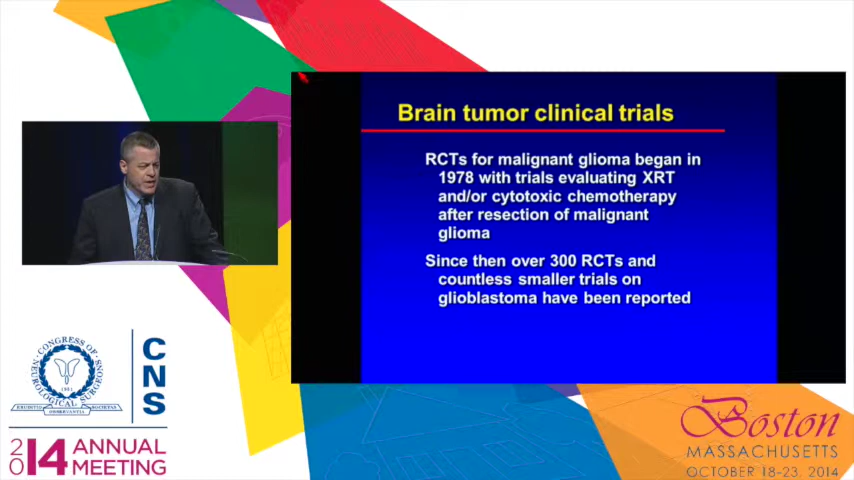 Brain tumor clinical trials
RCTs for malignant glioma began in
1978 with trials evaluating XRT
and/or cytotoxic chemotherapy
after resection of malignant
glioma
Since then over 300 RCTs and
countless smaller trials on
glioblastoma have been reported
CONGRESS OF
NEUROLOGICAL SURGEONS
1951
CNS
2014 ANNUAL
MEETING
Boston
MASSACHUSETTS
OCTOBER 18-23, 2014